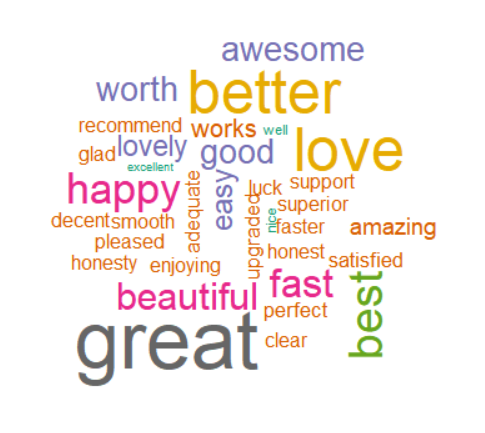 awesome
worth
better
recommend
works
well
love
glad
lovely
good
excellent
happy
adequate
easy
luck
support
superior
decent
smooth
upgraded
nice
faster
amazing
pleased
honesty
enjoying
honest
satisfied
beautiful
fast
best
perfect
great
clear